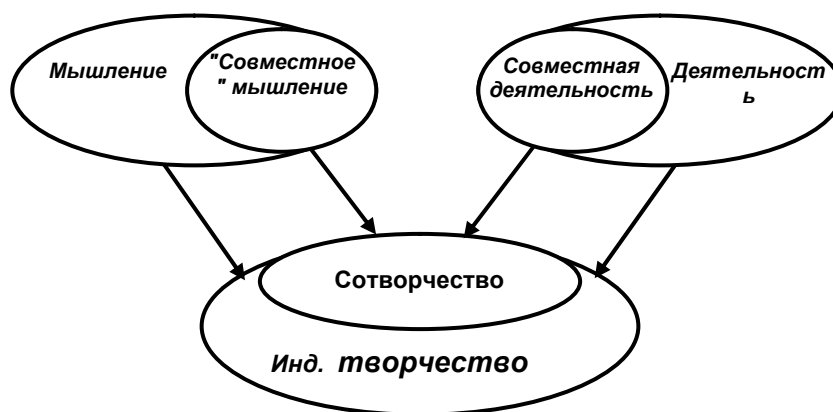 Мышление
"Совместное
" мышление
Совместная
деятельность
Деятельност
ь
Сотворчество
Инд. творчество